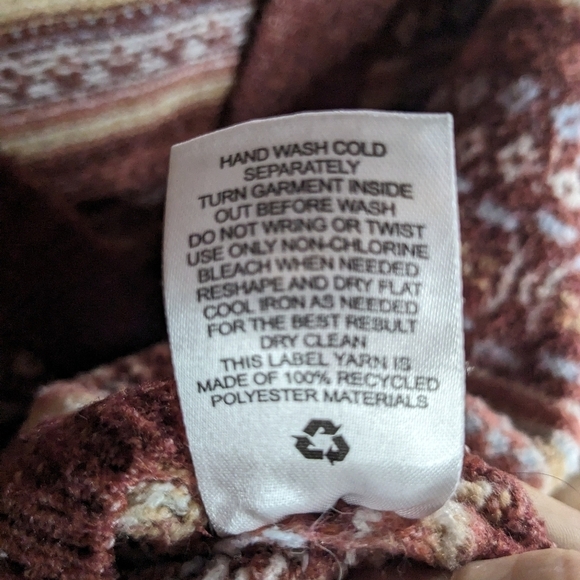 HAND WASH COLD
SEPARATELY
TURN GARMENT INSIDE
OUT BEFORE WASH
DO NOT WRING OR TWIST
USE ONLY NON-CHLORINE
BLEACH WHEN NEEDED
RESHAPE AND DRY FLAT
COOL IRON AS NEEDED
FOR THE BEST RESULT
DRY CLEAN
THIS LABEL YARN IS
MADE OF 100% RECYCLED
POLYESTER MATERIALS